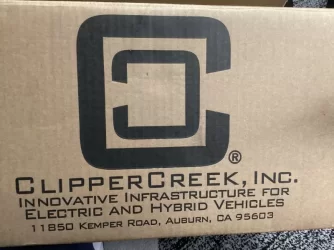 ®
ClipperCreek, Inc.
Innovative Infrastructure for
Electric and Hybrid Vehicles
11850 Kemper Road, Auburn, CA 95603